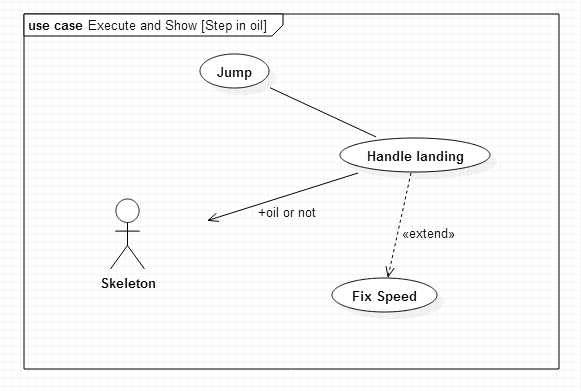 use case Execute and Show [Step in oil]
Jump
Handle landing
+oil or not
«extend»
Skeleton
Fix Speed